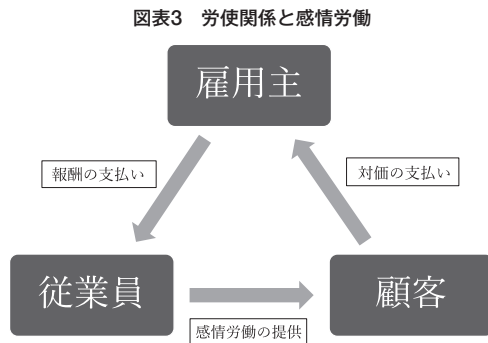 図表3 労使関係と感情労働
雇用主
報酬の支払い
対価の支払い
従業員
顧客
感情労働の提供